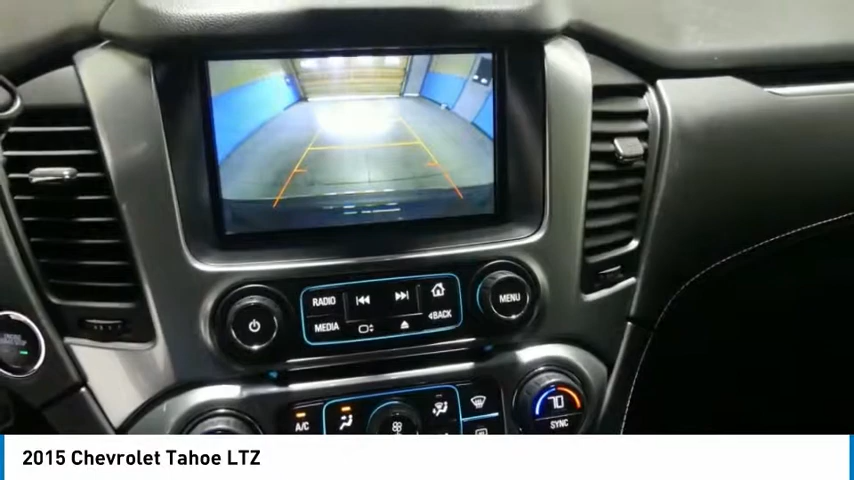 RADIO
MEDIA
BACK
MENU
A/C
70
SYNC
2015 Chevrolet Tahoe LTZ